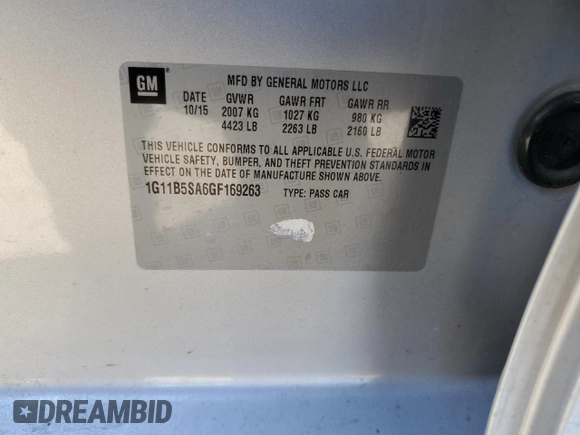 GM
MFD BY GENERAL MOTORS LLC
DATE GVWR GAWR FRT GAWR RR
10/15 2007 KG 1027 KG 980 KG
4423 LB 2263 LB 2160 LB
THIS VEHICLE CONFORMS TO ALL APPLICABLE U.S. FEDERAL MOTOR
VEHICLE SAFETY, BUMPER, AND THEFT PREVENTION STANDARDS IN
EFFECT ON THE DATE OF MANUFACTURE SHOWN ABOVE.
1G11B5SA6GF169263 TYPE: PASS CAR
DREAMBID